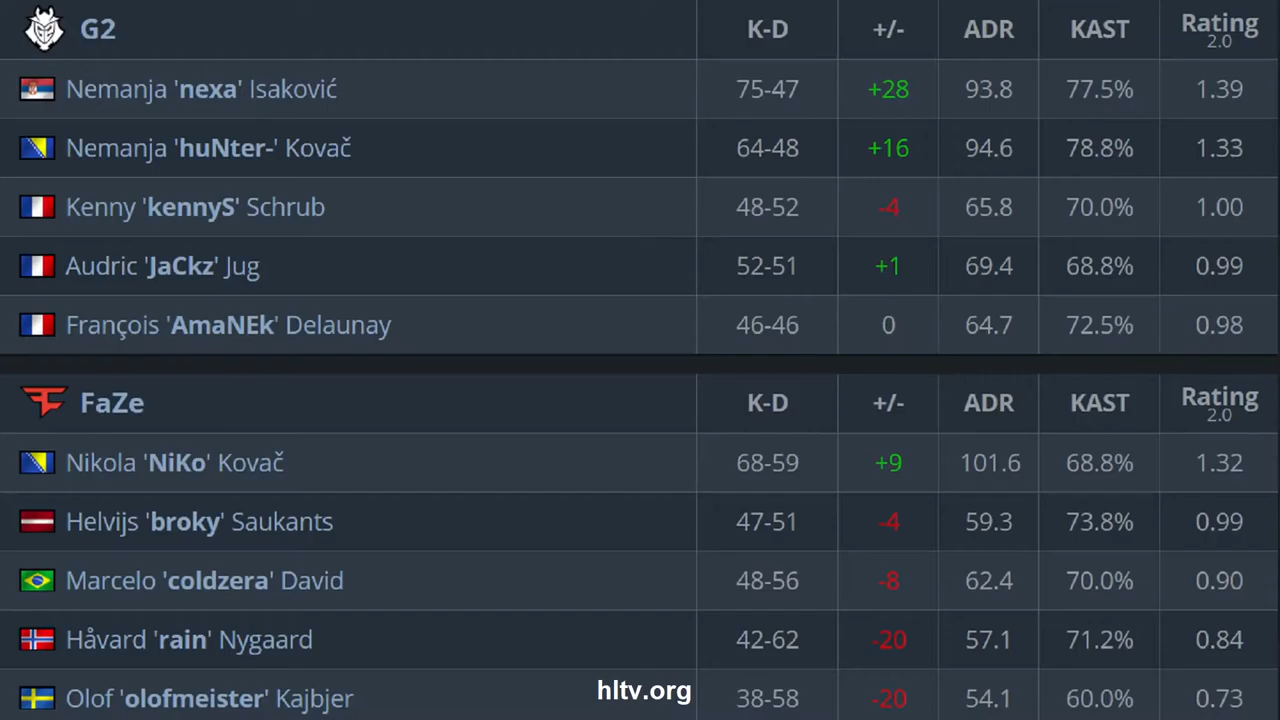 G2 K-D +/- ADR KAST Rating 2.0
Nemanja 'nexa' Isaković 75-47 +28 93.8 77.5% 1.39
Nemanja 'huNter-' Kovač 64-48 +16 94.6 78.8% 1.33
Kenny 'kennyS' Schrub 48-52 -4 65.8 70.0% 1.00
Audric 'JaCkz' Jug 52-51 +1 69.4 68.8% 0.99
François 'AmaNEk' Delaunay 46-46 0 64.7 72.5% 0.98
FaZe K-D +/- ADR KAST Rating 2.0
Nikola 'NiKo' Kovač 68-59 +9 101.6 68.8% 1.32
Helvijs 'broky' Saukants 47-51 -4 59.3 73.8% 0.99
Marcelo 'coldzera' David 48-56 -8 62.4 70.0% 0.90
Håvard 'rain' Nygaard 42-62 -20 57.1 71.2% 0.84
Olof 'olofmeister' Kajbjer 38-58 -20 54.1 60.0% 0.73
hltv.org